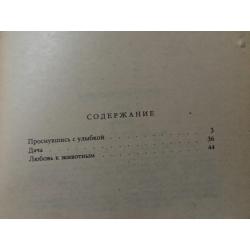 СОДЕРЖАНИЕ
Проснувшись с улыбкой . . . . . . . . . . 3
Дача . . . . . . . . . . . . . . . 36
Любовь к животным . . . . . . . . . . . 44